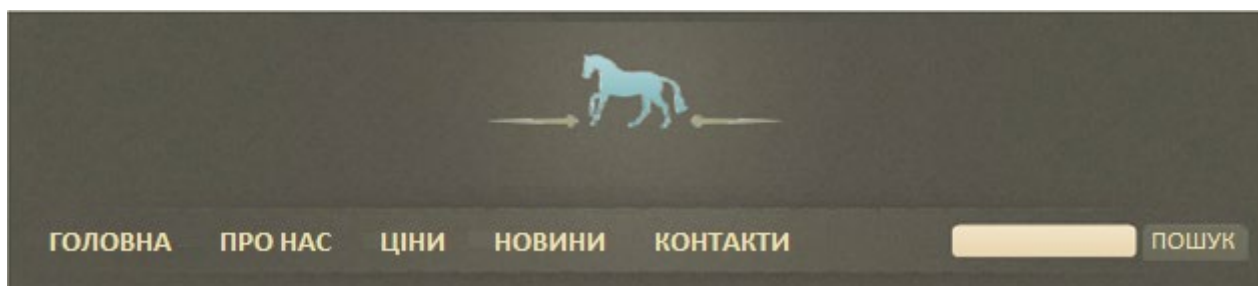 ГОЛОВНА ПРО НАС ЦІНИ НОВИНИ КОНТАКТИ ПОШУК